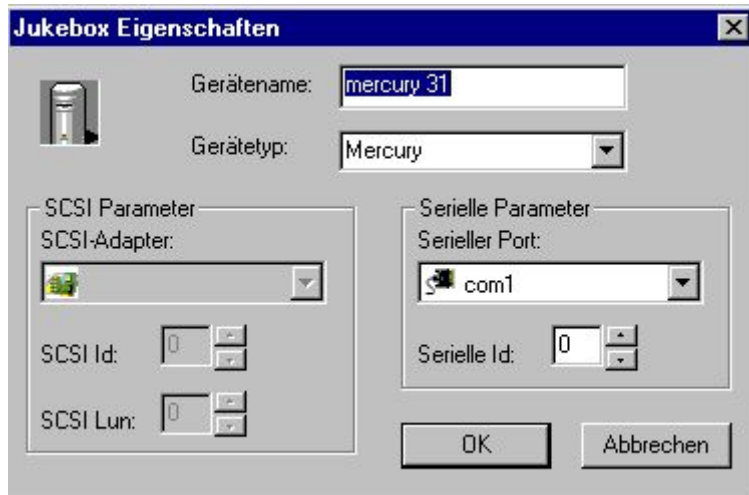 Jukebox Eigenschaften
Gerätename: mercury 31
Gerätetyp: Mercury
SCSI Parameter
SCSI-Adapter:
SCSI Id: 0
SCSI Lun: 0
Serielle Parameter
Serieller Port:
com1
Serielle Id: 0
OK Abbrechen